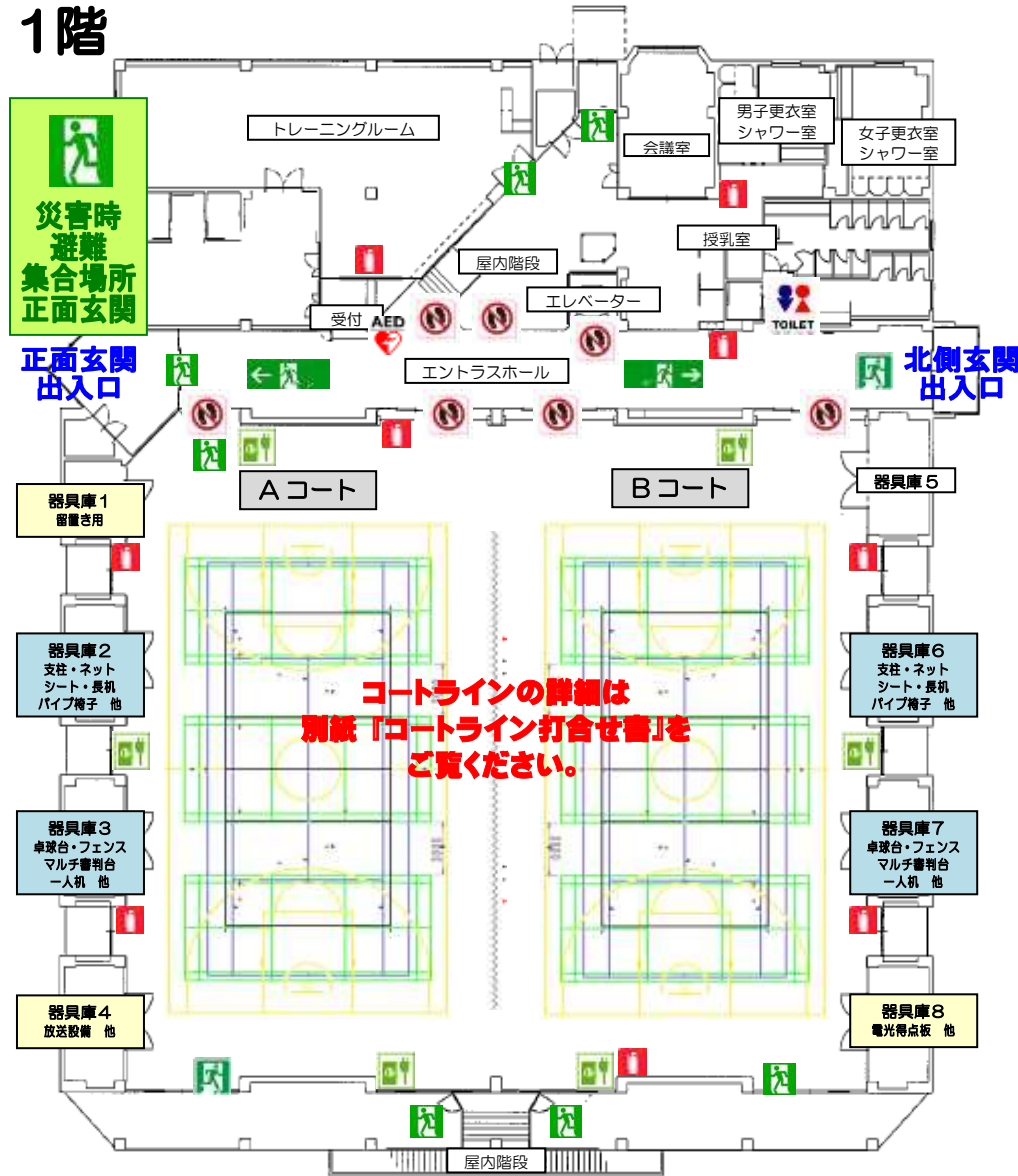 1階
トレーニングルーム
会議室
男子更衣室
シャワー室
女子更衣室
シャワー室
災害時
避難
集合場所
正面玄関
授乳室
屋内階段
エレベーター
受付
AED
TOILET
正面玄関
出入口
エントラスホール
北側玄関
出入口
Aコート
Bコート
器具庫1
留置き用
器具庫5
器具庫2
支柱・ネット
シート・長机
パイプ椅子 他
器具庫6
支柱・ネット
シート・長机
パイプ椅子 他
コートラインの詳細は
別紙『コートライン打合せ書』を
ご覧ください。
器具庫3
卓球台・フェンス
マルチ審判台
一人机 他
器具庫7
卓球台・フェンス
マルチ審判台
一人机 他
器具庫4
放送設備 他
器具庫8
電光得点板 他
屋内階段